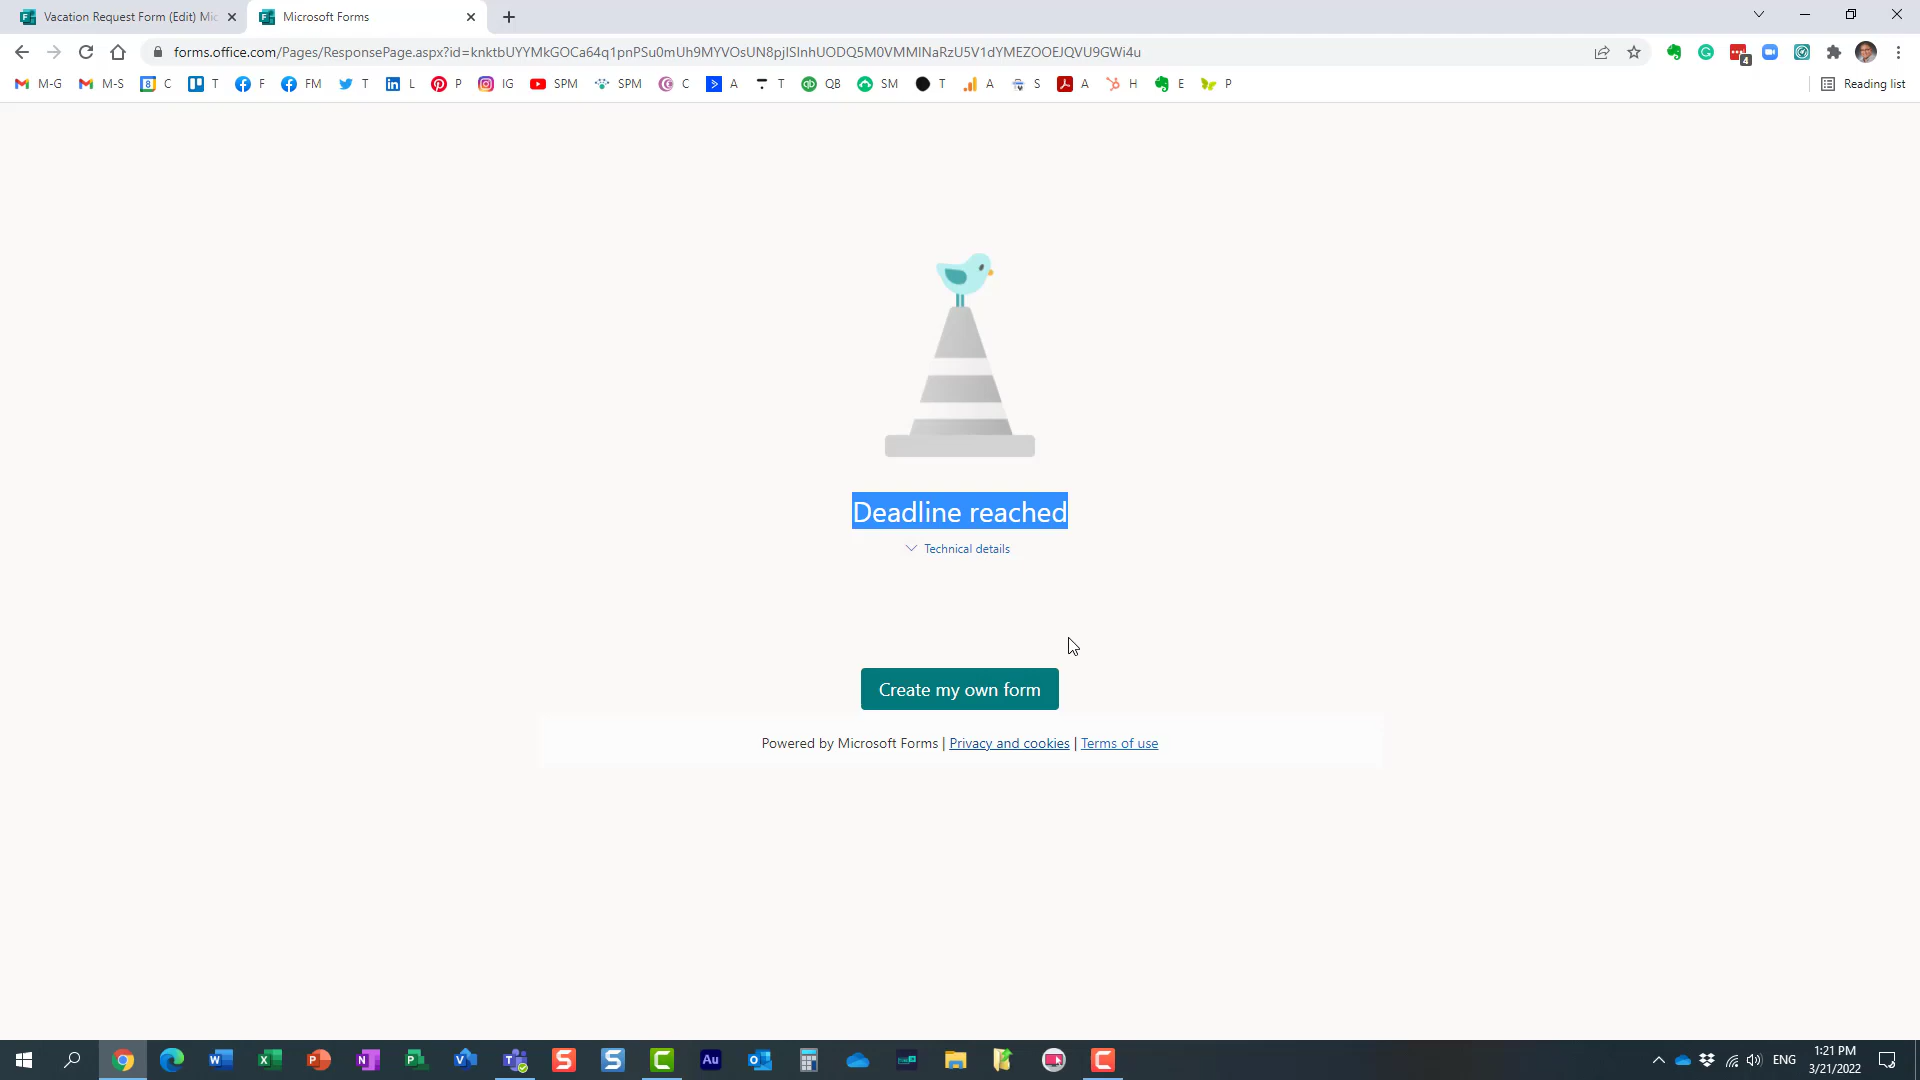 Vacation Request Form (Edit) Mic
Microsoft Forms
forms.office.com/Pages/ResponsePage.aspx?id=knktbUYYMkGOCa64q1pnPSu0mUh9MYVOsUN8pjlSInhUODQ5M0VMMlNaRzU5V1dYMEZOOEJQVU9GWi4u
M-G M-S C T F FM T L P IG SPM SPM C A T QB SM T A S A H E P Reading list
Deadline reached
Technical details
Create my own form
Powered by Microsoft Forms | Privacy and cookies | Terms of use
ENG
1:21 PM
3/21/2022